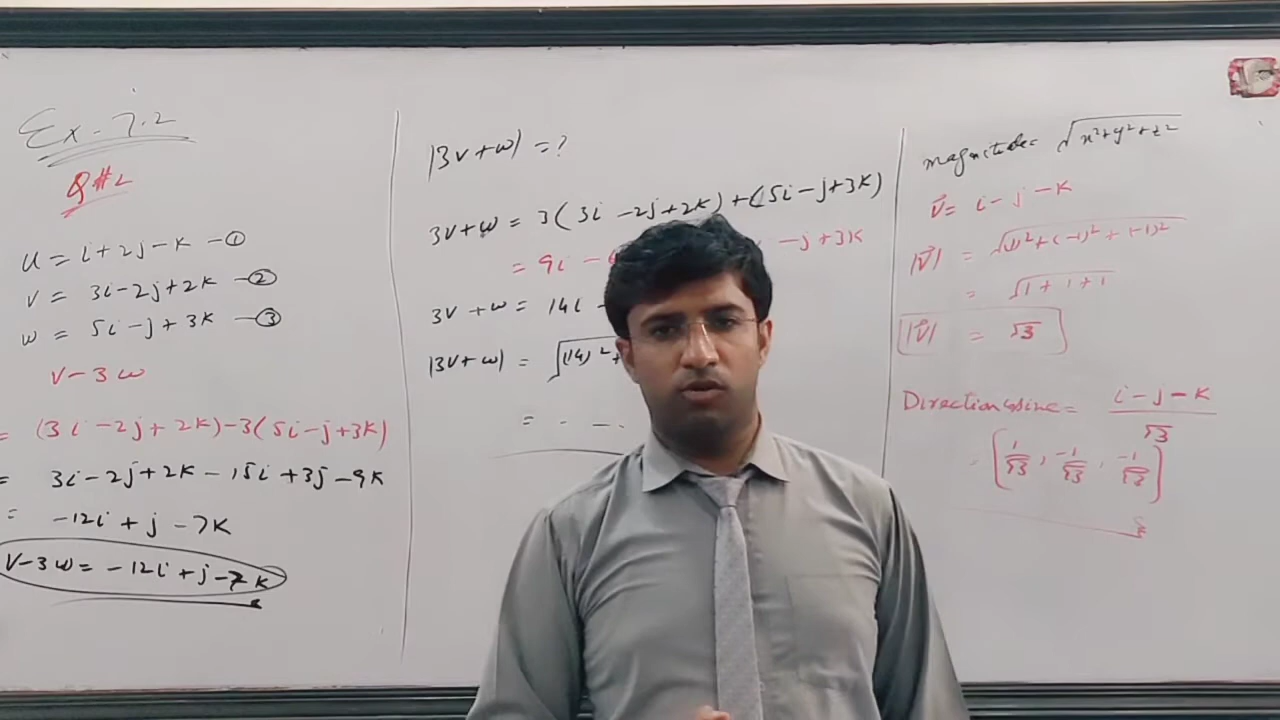 Ex-7.2
Q#2
u = i+2j-k -①
v = 3i-2j+2k -②
w = 5i-j+3k -③
v-3w
= (3i-2j+2k)-3(5i-j+3k)
= 3i-2j+2k-15i+3j-9k
= -12i+j-7k
v-3w = -12i+j-7k
|3v+w| = ?
3v+w = 3(3i-2j+2k)+(5i-j+3k)
= 9i - -j+3k
3v+w = 14i
|3v+w| = √(14)²+
= . -.
magnitude = √x²+y²+z²
v⃗ = i-j-k
|v⃗| = √(1)²+(-1)²+(-1)²
= √1+1+1
|v⃗| = √3
Direction Cosine = i-j-k / √3
= [1/√3, -1/√3, -1/√3]